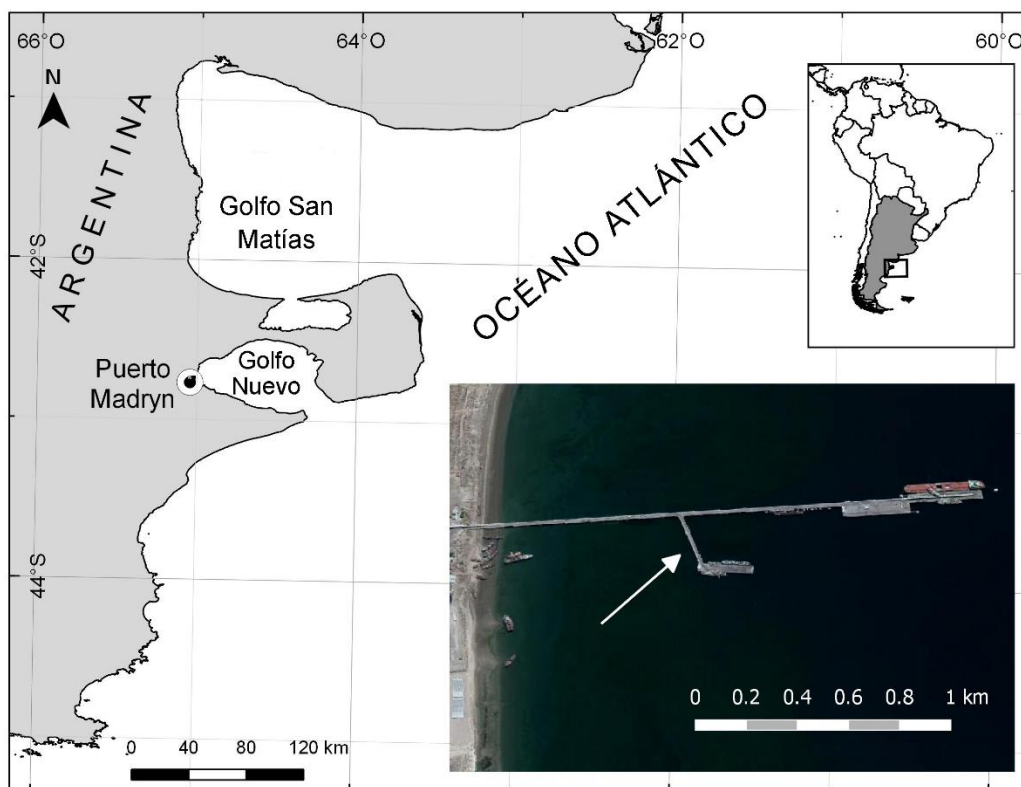 66°O 64°O 62°O 60°O
N
ARGENTINA
Golfo San
Matías
OCÉANO ATLÁNTICO
42°S
Puerto
Madryn
Golfo
Nuevo
44°S
0 40 80 120 km
0 0.2 0.4 0.6 0.8 1 km